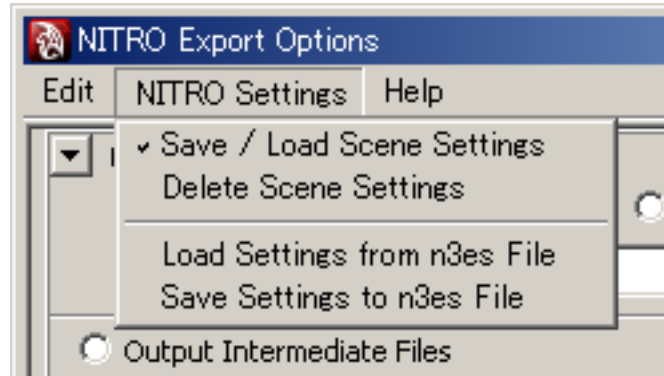 NITRO Export Options
Edit NITRO Settings Help
Save / Load Scene Settings
Delete Scene Settings
Load Settings from n3es File
Save Settings to n3es File
Output Intermediate Files